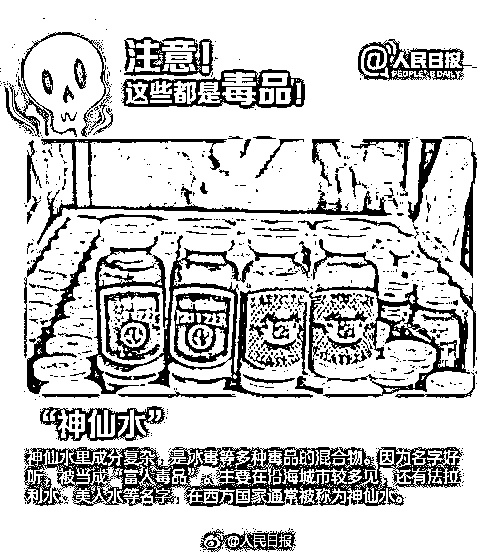 注意！
这些都是毒品！
@人民日报
PEOPLE'S DAILY
“神仙水”
神仙水里成分复杂，是冰毒等多种毒品的混合物。因为名字好
听，被当成“富人毒品”，主要在沿海城市较多见，还有法拉
利水、美人水等名字，在西方国家通常被称为神仙水。
@人民日报